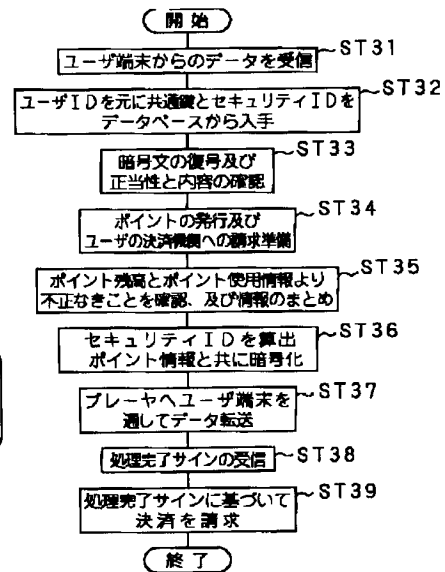 開始
ユーザ端末からのデータを受信
ST31
ユーザIDを元に共通鍵とセキュリティIDを
データベースから入手
ST32
暗号文の復号及び
正当性と内容の確認
ST33
ポイントの発行及び
ユーザの決済機関への請求準備
ST34
ポイント残高とポイント使用情報より
不正なきことを確認、及び情報のまとめ
ST35
セキュリティIDを算出
ポイント情報と共に暗号化
ST36
プレーヤへユーザ端末を
通してデータ転送
ST37
処理完了サインの受信
ST38
処理完了サインに基づいて
決済を請求
ST39
終了